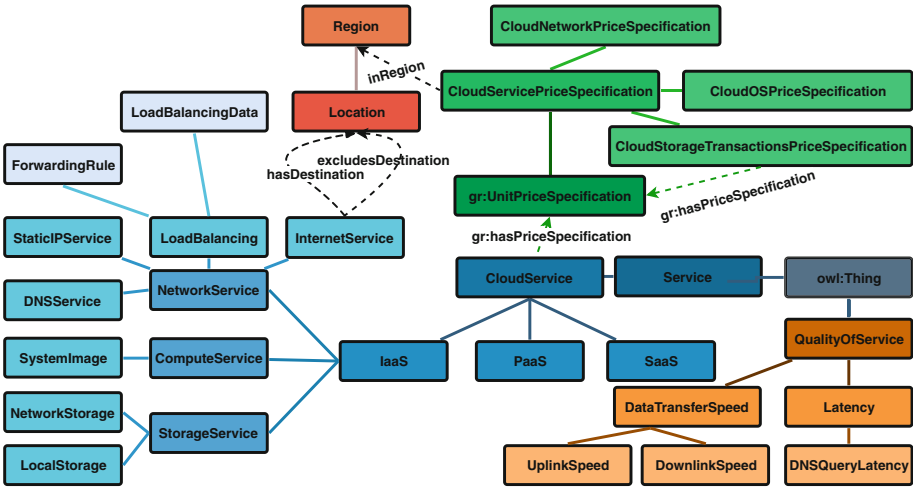 Region
CloudNetworkPriceSpecification
inRegion
CloudServicePriceSpecification
CloudOSPriceSpecification
LoadBalancingData
Location
CloudStorageTransactionsPriceSpecification
ForwardingRule
excludesDestination
hasDestination
gr:UnitPriceSpecification
gr:hasPriceSpecification
StaticIPService
LoadBalancing
InternetService
gr:hasPriceSpecification
CloudService
Service
owl:Thing
DNSService
NetworkService
SystemImage
ComputeService
IaaS
PaaS
SaaS
QualityOfService
NetworkStorage
StorageService
DataTransferSpeed
Latency
LocalStorage
UplinkSpeed
DownlinkSpeed
DNSQueryLatency